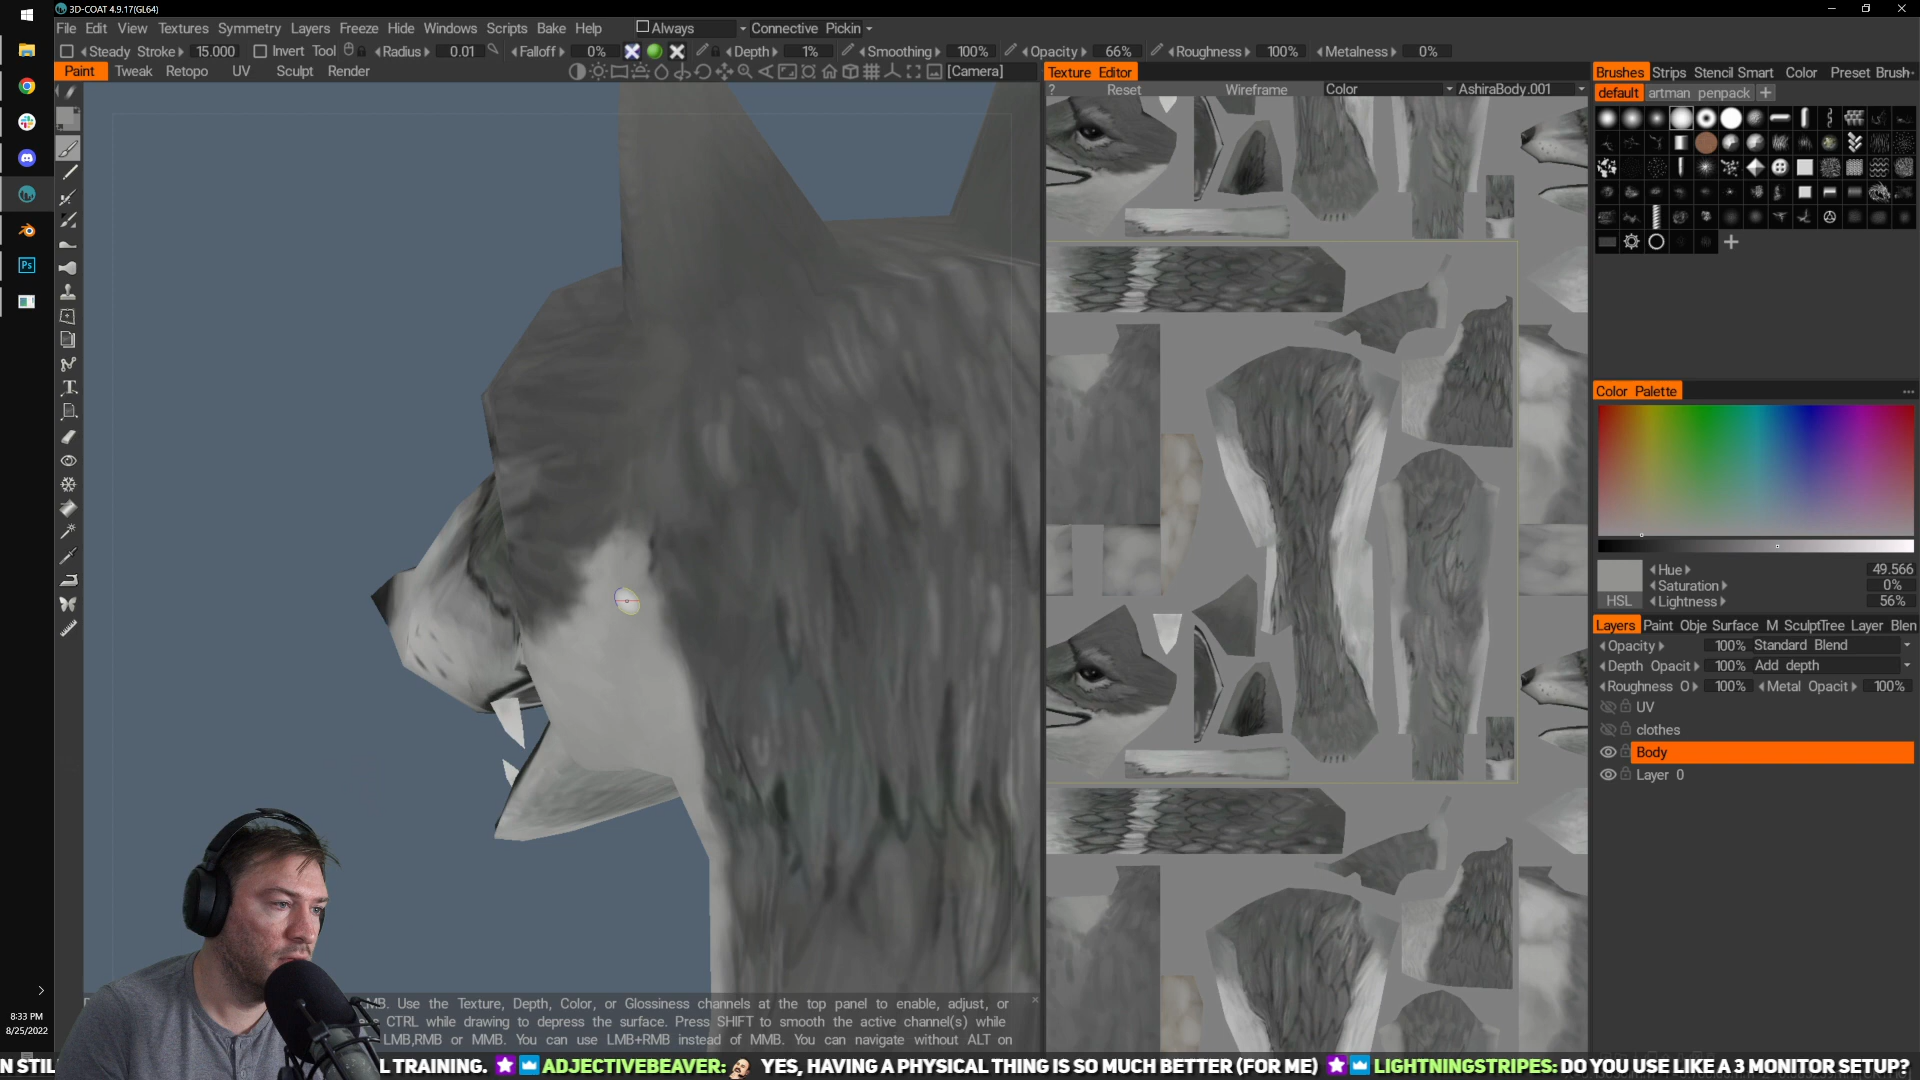 3D-COAT 4.9.17(GL64)
File Edit View Textures Symmetry Layers Freeze Hide Windows Scripts Bake Help Always Connective Pickin
Steady Stroke 15.000 Invert Tool Radius 0.01 Falloff 0% Depth 1% Smoothing 100% Opacity 66% Roughness 100% Metalness 0%
Paint Tweak Retopo UV Sculpt Render [Camera]
Texture Editor
? Reset Wireframe Color AshiraBody.001
Brushes Strips Stencil Smart Color Preset Brush
default artman penpack +
Color Palette
Hue 49.566
Saturation 0%
HSL Lightness 56%
Layers Paint Obje Surface M SculptTree Layer Blen
Opacity 100% Standard Blend
Depth Opacit 100% Add depth
Roughness O 100% Metal Opacit 100%
UV
clothes
Body
Layer 0
Ps
MB. Use the Texture, Depth, Color, or Glossiness channels at the top panel to enable, adjust, or
CTRL while drawing to depress the surface. Press SHIFT to smooth the active channel(s) while
LMB,RMB or MMB. You can use LMB+RMB instead of MMB. You can navigate without ALT on
8:33 PM
8/25/2022
N STIL L TRAINING. ADJECTIVEBEAVER: YES, HAVING A PHYSICAL THING IS SO MUCH BETTER (FOR ME) LIGHTNINGSTRIPES: DO YOU USE LIKE A 3 MONITOR SETUP?